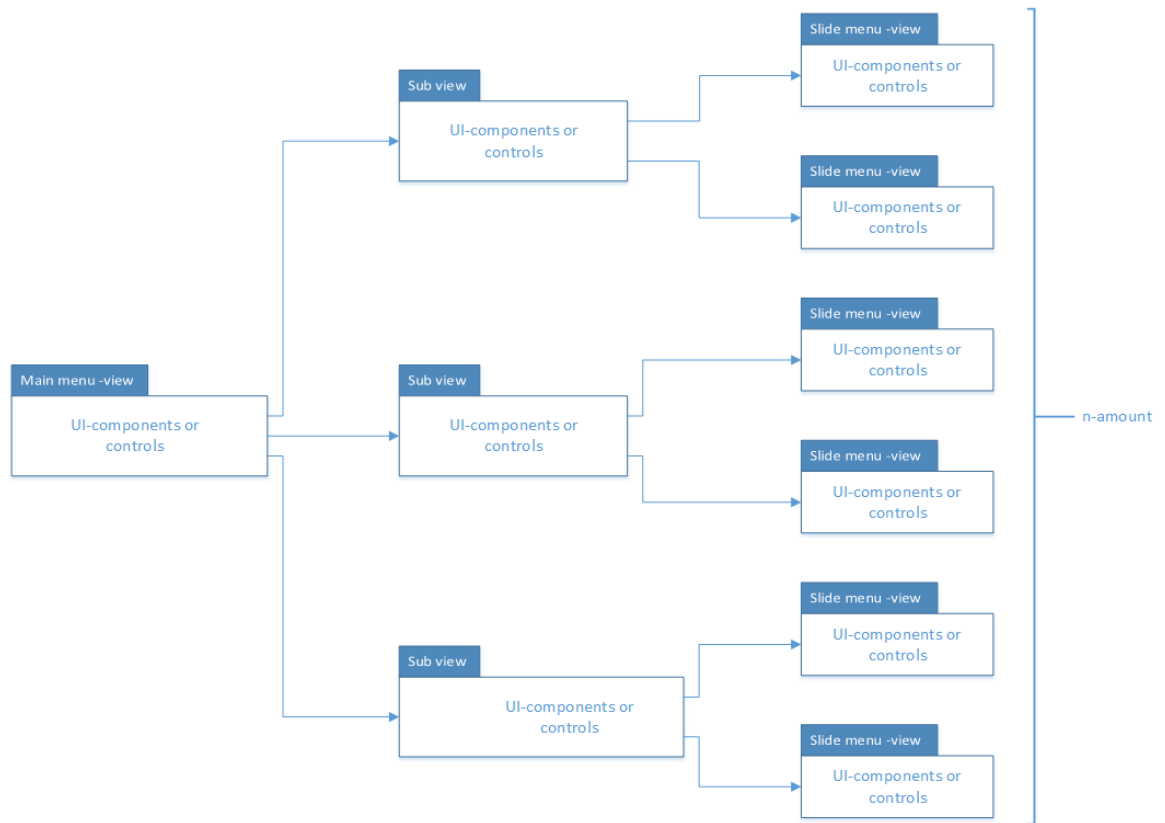 Slide menu -view
UI-components or
controls
Sub view
UI-components or
controls
Slide menu -view
UI-components or
controls
Slide menu -view
UI-components or
controls
Main menu -view
UI-components or
controls
Sub view
UI-components or
controls
n-amount
Slide menu -view
UI-components or
controls
Slide menu -view
UI-components or
controls
Sub view
UI-components or
controls
Slide menu -view
UI-components or
controls